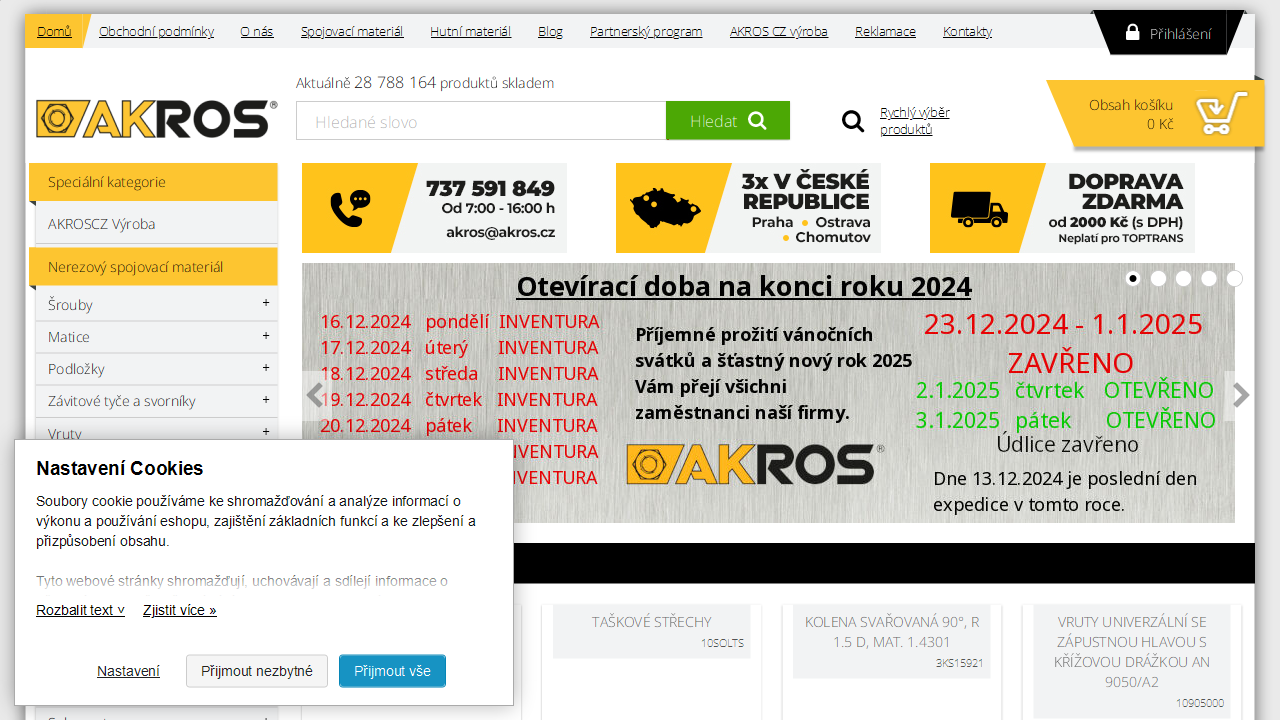 Domů
Obchodní podmínky
O nás
Spojovací materiál
Hutní materiál
Blog
Partnerský program
AKROS CZ výroba
Reklamace
Kontakty
Přihlášení
Aktuálně 28 788 164 produktů skladem
AKROS®
Hledané slovo
Hledat
Rychlý výběr
produktů
Obsah košíku
0 Kč
Speciální kategorie
AKROSCZ Výroba
Nerezový spojovací materiál
Šrouby +
Matice +
Podložky +
Závitové tyče a svorníky +
Vruty +
737 591 849
Od 7:00 - 16:00 h
akros@akros.cz
3x V ČESKÉ
REPUBLICE
Praha • Ostrava
• Chomutov
DOPRAVA
ZDARMA
od 2000 Kč (s DPH)
Neplatí pro TOPTRANS
Otevírací doba na konci roku 2024
16.12.2024 pondělí INVENTURA
17.12.2024 úterý INVENTURA
18.12.2024 středa INVENTURA
19.12.2024 čtvrtek INVENTURA
20.12.2024 pátek INVENTURA
INVENTURA
INVENTURA
Příjemné prožití vánočních
svátků a šťastný nový rok 2025
Vám přejí všichni
zaměstnanci naší firmy.
AKROS®
23.12.2024 - 1.1.2025
ZAVŘENO
2.1.2025 čtvrtek OTEVŘENO
3.1.2025 pátek OTEVŘENO
Údlice zavřeno
Dne 13.12.2024 je poslední den
expedice v tomto roce.
Nastavení Cookies
Soubory cookie používáme ke shromažďování a analýze informací o
výkonu a používání eshopu, zajištění základních funkcí a ke zlepšení a
přizpůsobení obsahu.
Tyto webové stránky shromažďují, uchovávají a sdílejí informace o
Rozbalit text ˅
Zjistit více »
Nastavení
Přijmout nezbytné
Přijmout vše
TAŠKOVÉ STŘECHY
10SOLTS
KOLENA SVAŘOVANÁ 90°, R
1.5 D, MAT. 1.4301
3KS15921
VRUTY UNIVERZÁLNÍ SE
ZÁPUSTNOU HLAVOU S
KŘÍŽOVOU DRÁŽKOU AN
9050/A2
10905000